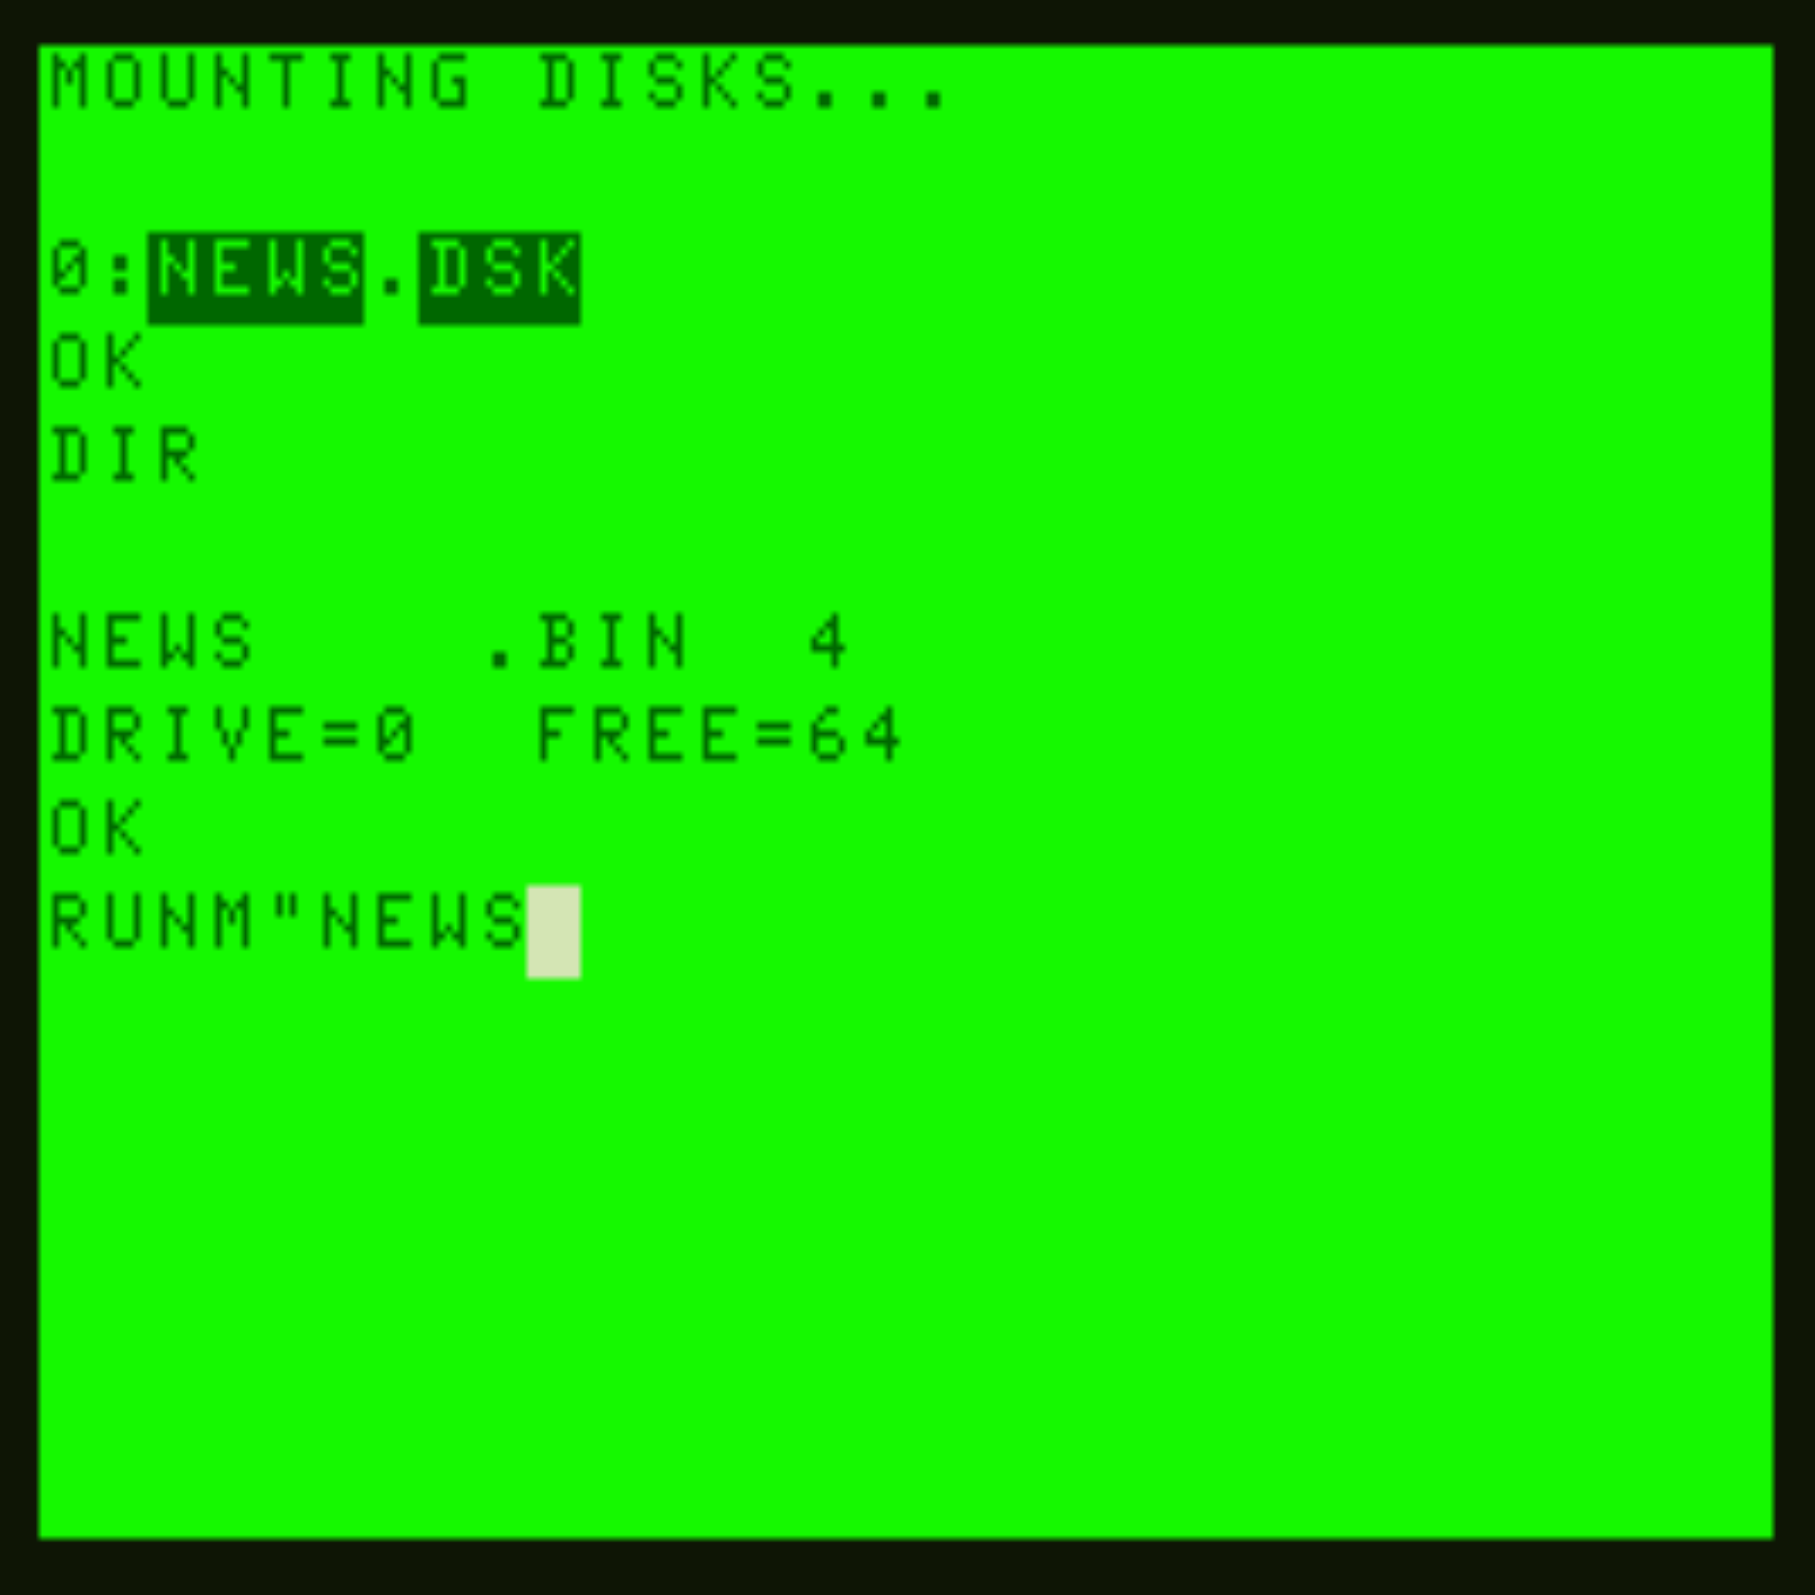 MOUNTING DISKS...
0:NEWS.DSK
OK
DIR
NEWS    .BIN  4
DRIVE=0  FREE=64
OK
RUNM"NEWS